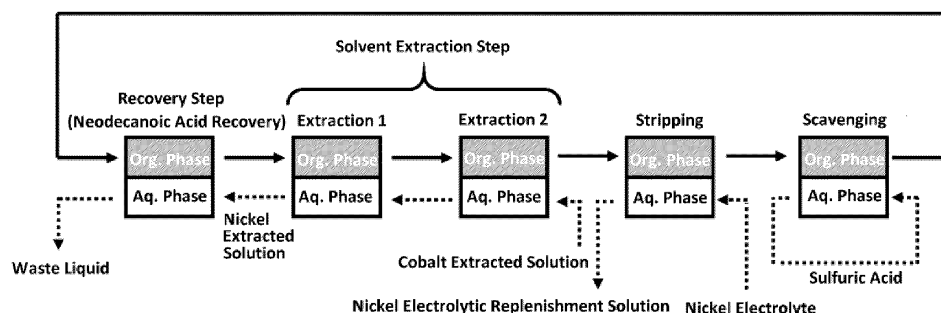 Solvent Extraction Step
Recovery Step
(Neodecanoic Acid Recovery)
Extraction 1
Extraction 2
Stripping
Scavenging
Org. Phase
Org. Phase
Org. Phase
Org. Phase
Org. Phase
Aq. Phase
Aq. Phase
Aq. Phase
Aq. Phase
Aq. Phase
Nickel
Extracted
Solution
Waste Liquid
Cobalt Extracted Solution
Sulfuric Acid
Nickel Electrolytic Replenishment Solution
Nickel Electrolyte